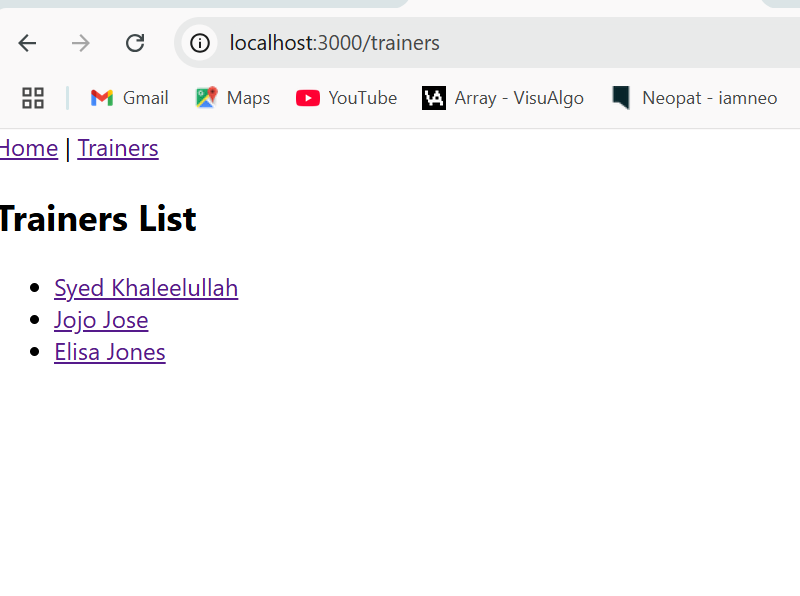 localhost:3000/trainers
Gmail Maps YouTube Array - VisuAlgo Neopat - iamneo
Home | Trainers
Trainers List
Syed Khaleelullah
Jojo Jose
Elisa Jones